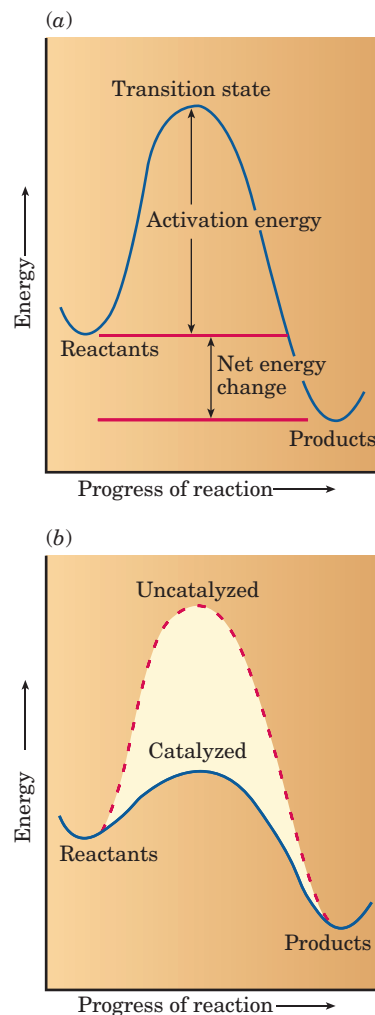 (a)
Transition state
Activation energy
Energy
Reactants
Net energy
change
Products
Progress of reaction
(b)
Uncatalyzed
Catalyzed
Energy
Reactants
Products
Progress of reaction